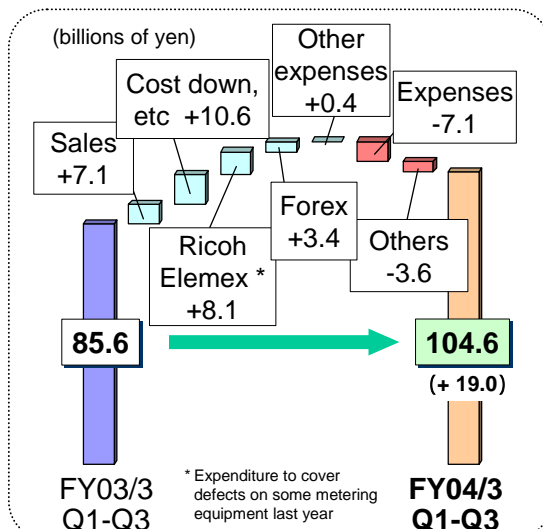 (billions of yen)
Other
expenses
+0.4
Cost down,
etc +10.6
Expenses
-7.1
Sales
+7.1
Forex
+3.4
Ricoh
Elemex *
+8.1
Others
-3.6
85.6
104.6
(+ 19.0)
* Expenditure to cover
defects on some metering
equipment last year
FY03/3
Q1-Q3
FY04/3
Q1-Q3